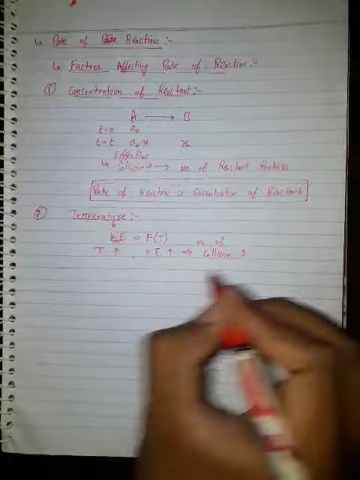 ↳ Rate of Reaction :-
↳ Factors Affecting Rate of Reaction :-
① Concentration of Reactant :-
A ⟶ B
t=0 a₀
t=t a₀-x x
Effective
↳ Collision ⟶ no of Reactant Particles
Rate of Reaction ∝ Concentration of Reactant
② Temperature :-
K.E = F(T)
T ↑ , K.E ↑ ⇒ no of Collision ↑